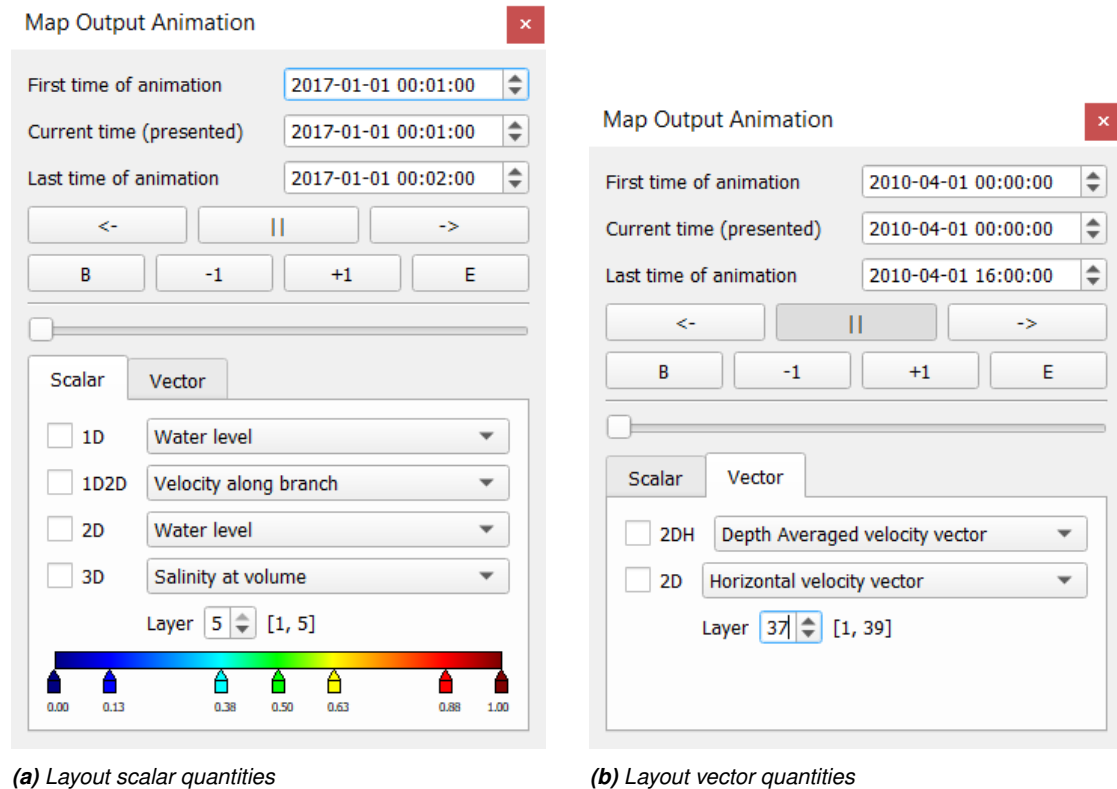 Map Output Animation
×
First time of animation 2017-01-01 00:01:00
Current time (presented) 2017-01-01 00:01:00
Last time of animation 2017-01-01 00:02:00
<- || ->
B -1 +1 E
Scalar Vector
1D Water level
1D2D Velocity along branch
2D Water level
3D Salinity at volume
Layer 5 [1, 5]
0.00 0.13 0.38 0.50 0.63 0.88 1.00
(a) Layout scalar quantities
Map Output Animation
×
First time of animation 2010-04-01 00:00:00
Current time (presented) 2010-04-01 00:00:00
Last time of animation 2010-04-01 16:00:00
<- || ->
B -1 +1 E
Scalar Vector
2DH Depth Averaged velocity vector
2D Horizontal velocity vector
Layer 37 [1, 39]
(b) Layout vector quantities